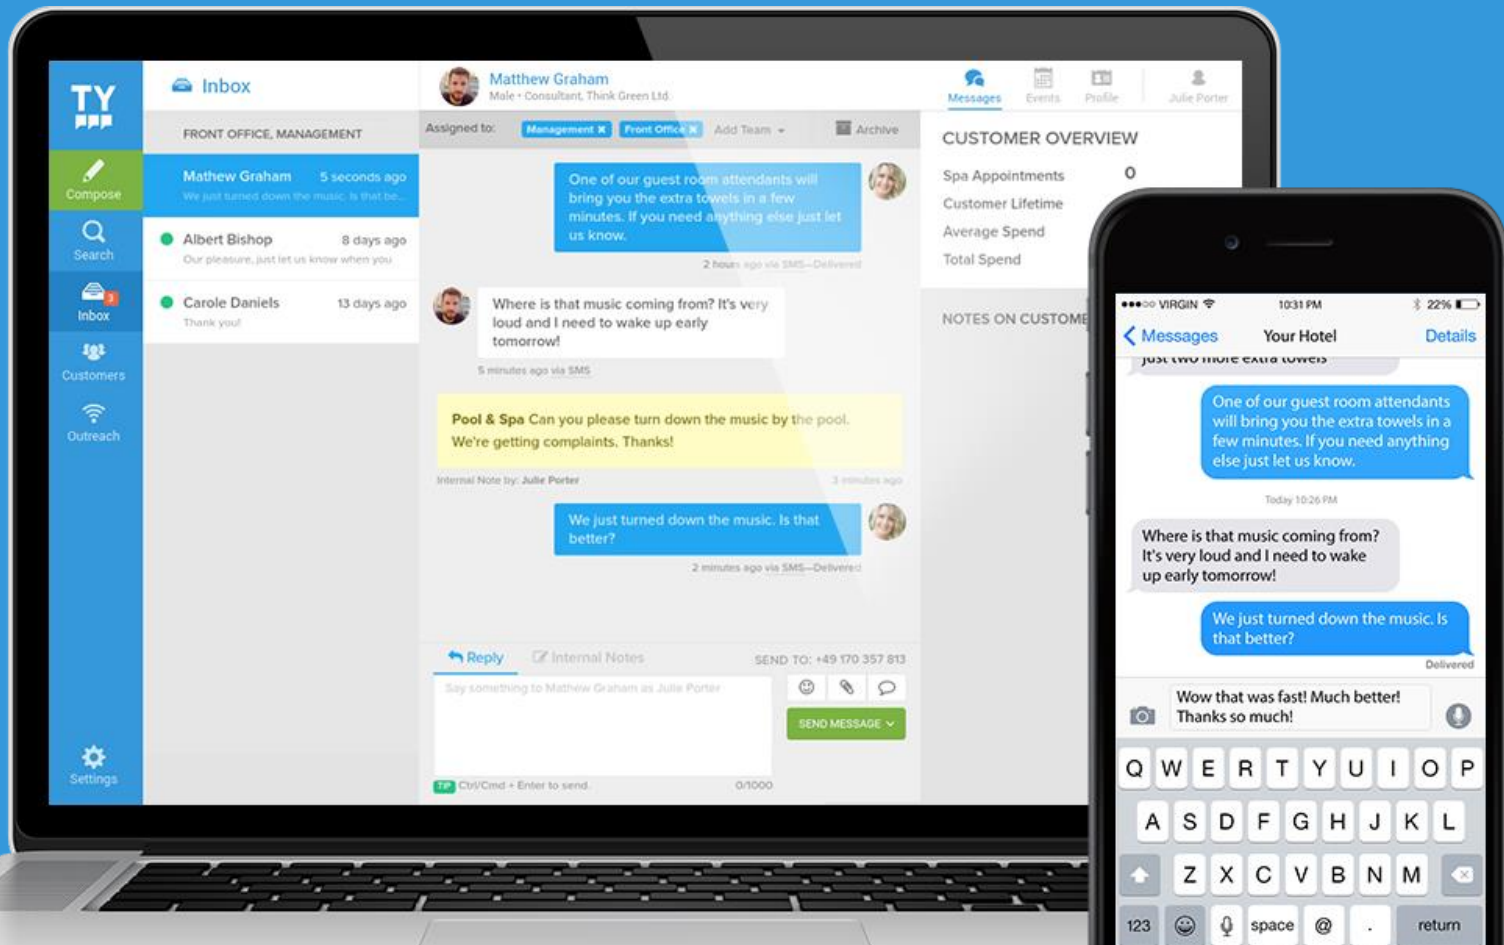 TY
Compose
Search
3
Inbox
Customers
Outreach
Settings
Inbox
FRONT OFFICE, MANAGEMENT
Mathew Graham 5 seconds ago
We just turned down the music. Is that be...
Albert Bishop 8 days ago
Our pleasure, just let us know when you
Carole Daniels 13 days ago
Thank you!
Matthew Graham
Male • Consultant, Think Green Ltd.
Assigned to: Management x Front Office x Add Team Archive
One of our guest room attendants will
bring you the extra towels in a few
minutes. If you need anything else just let
us know.
2 hours ago via SMS—Delivered
Where is that music coming from? It's very
loud and I need to wake up early
tomorrow!
5 minutes ago via SMS
Pool & Spa Can you please turn down the music by the pool.
We're getting complaints. Thanks!
Internal Note by: Julie Porter 3 minutes ago
We just turned down the music. Is that
better?
2 minutes ago via SMS—Delivered
Reply Internal Notes SEND TO: +49 170 357 813
Say something to Mathew Graham as Julie Porter
SEND MESSAGE
TIP Ctrl/Cmd + Enter to send. 0/1000
Messages Events Profile Julie Porter
CUSTOMER OVERVIEW
Spa Appointments 0
Customer Lifetime
Average Spend
Total Spend
NOTES ON CUSTOME
VIRGIN 10:31 PM 22%
Messages Your Hotel Details
just two more extra towels
One of our guest room attendants
will bring you the extra towels in a
few minutes. If you need anything
else just let us know.
Today 10:26 PM
Where is that music coming from?
It's very loud and I need to wake
up early tomorrow!
We just turned down the music. Is
that better?
Delivered
Wow that was fast! Much better!
Thanks so much!
Q W E R T Y U I O P
A S D F G H J K L
Z X C V B N M
123 space @ . return